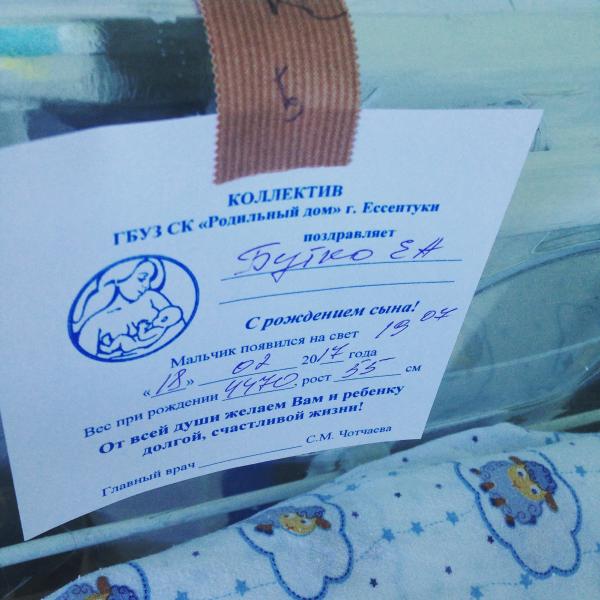 КОЛЛЕКТИВ
ГБУЗ СК «Родильный дом» г. Ессентуки
поздравляет
Бутко ЕА
С рождением сына!
Мальчик появился на свет 19 07
«18» 02 2017 года
Вес при рождении 4470, рост 55 см
От всей души желаем Вам и ребенку
долгой, счастливой жизни!
Главный врач С.М. Чотчаева